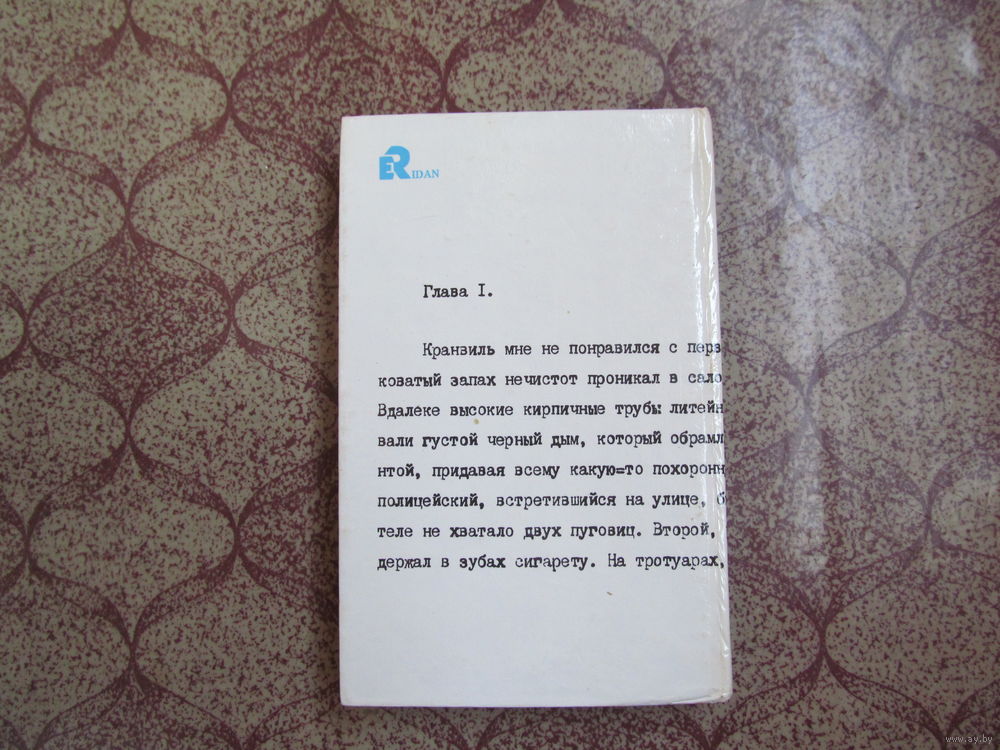 ERIDAN
Глава I.
Кранвиль мне не понравился с перв
коватый запах нечистот проникал в сало
Вдалеке высокие кирпичные трубы литейн
вали густой черный дым, который обрамл
нтой, придавая всему какую=то похоронн
полицейский, встретившийся на улице, б
теле не хватало двух пуговиц. Второй,
держал в зубах сигарету. На тротуарах,
www.ay.by